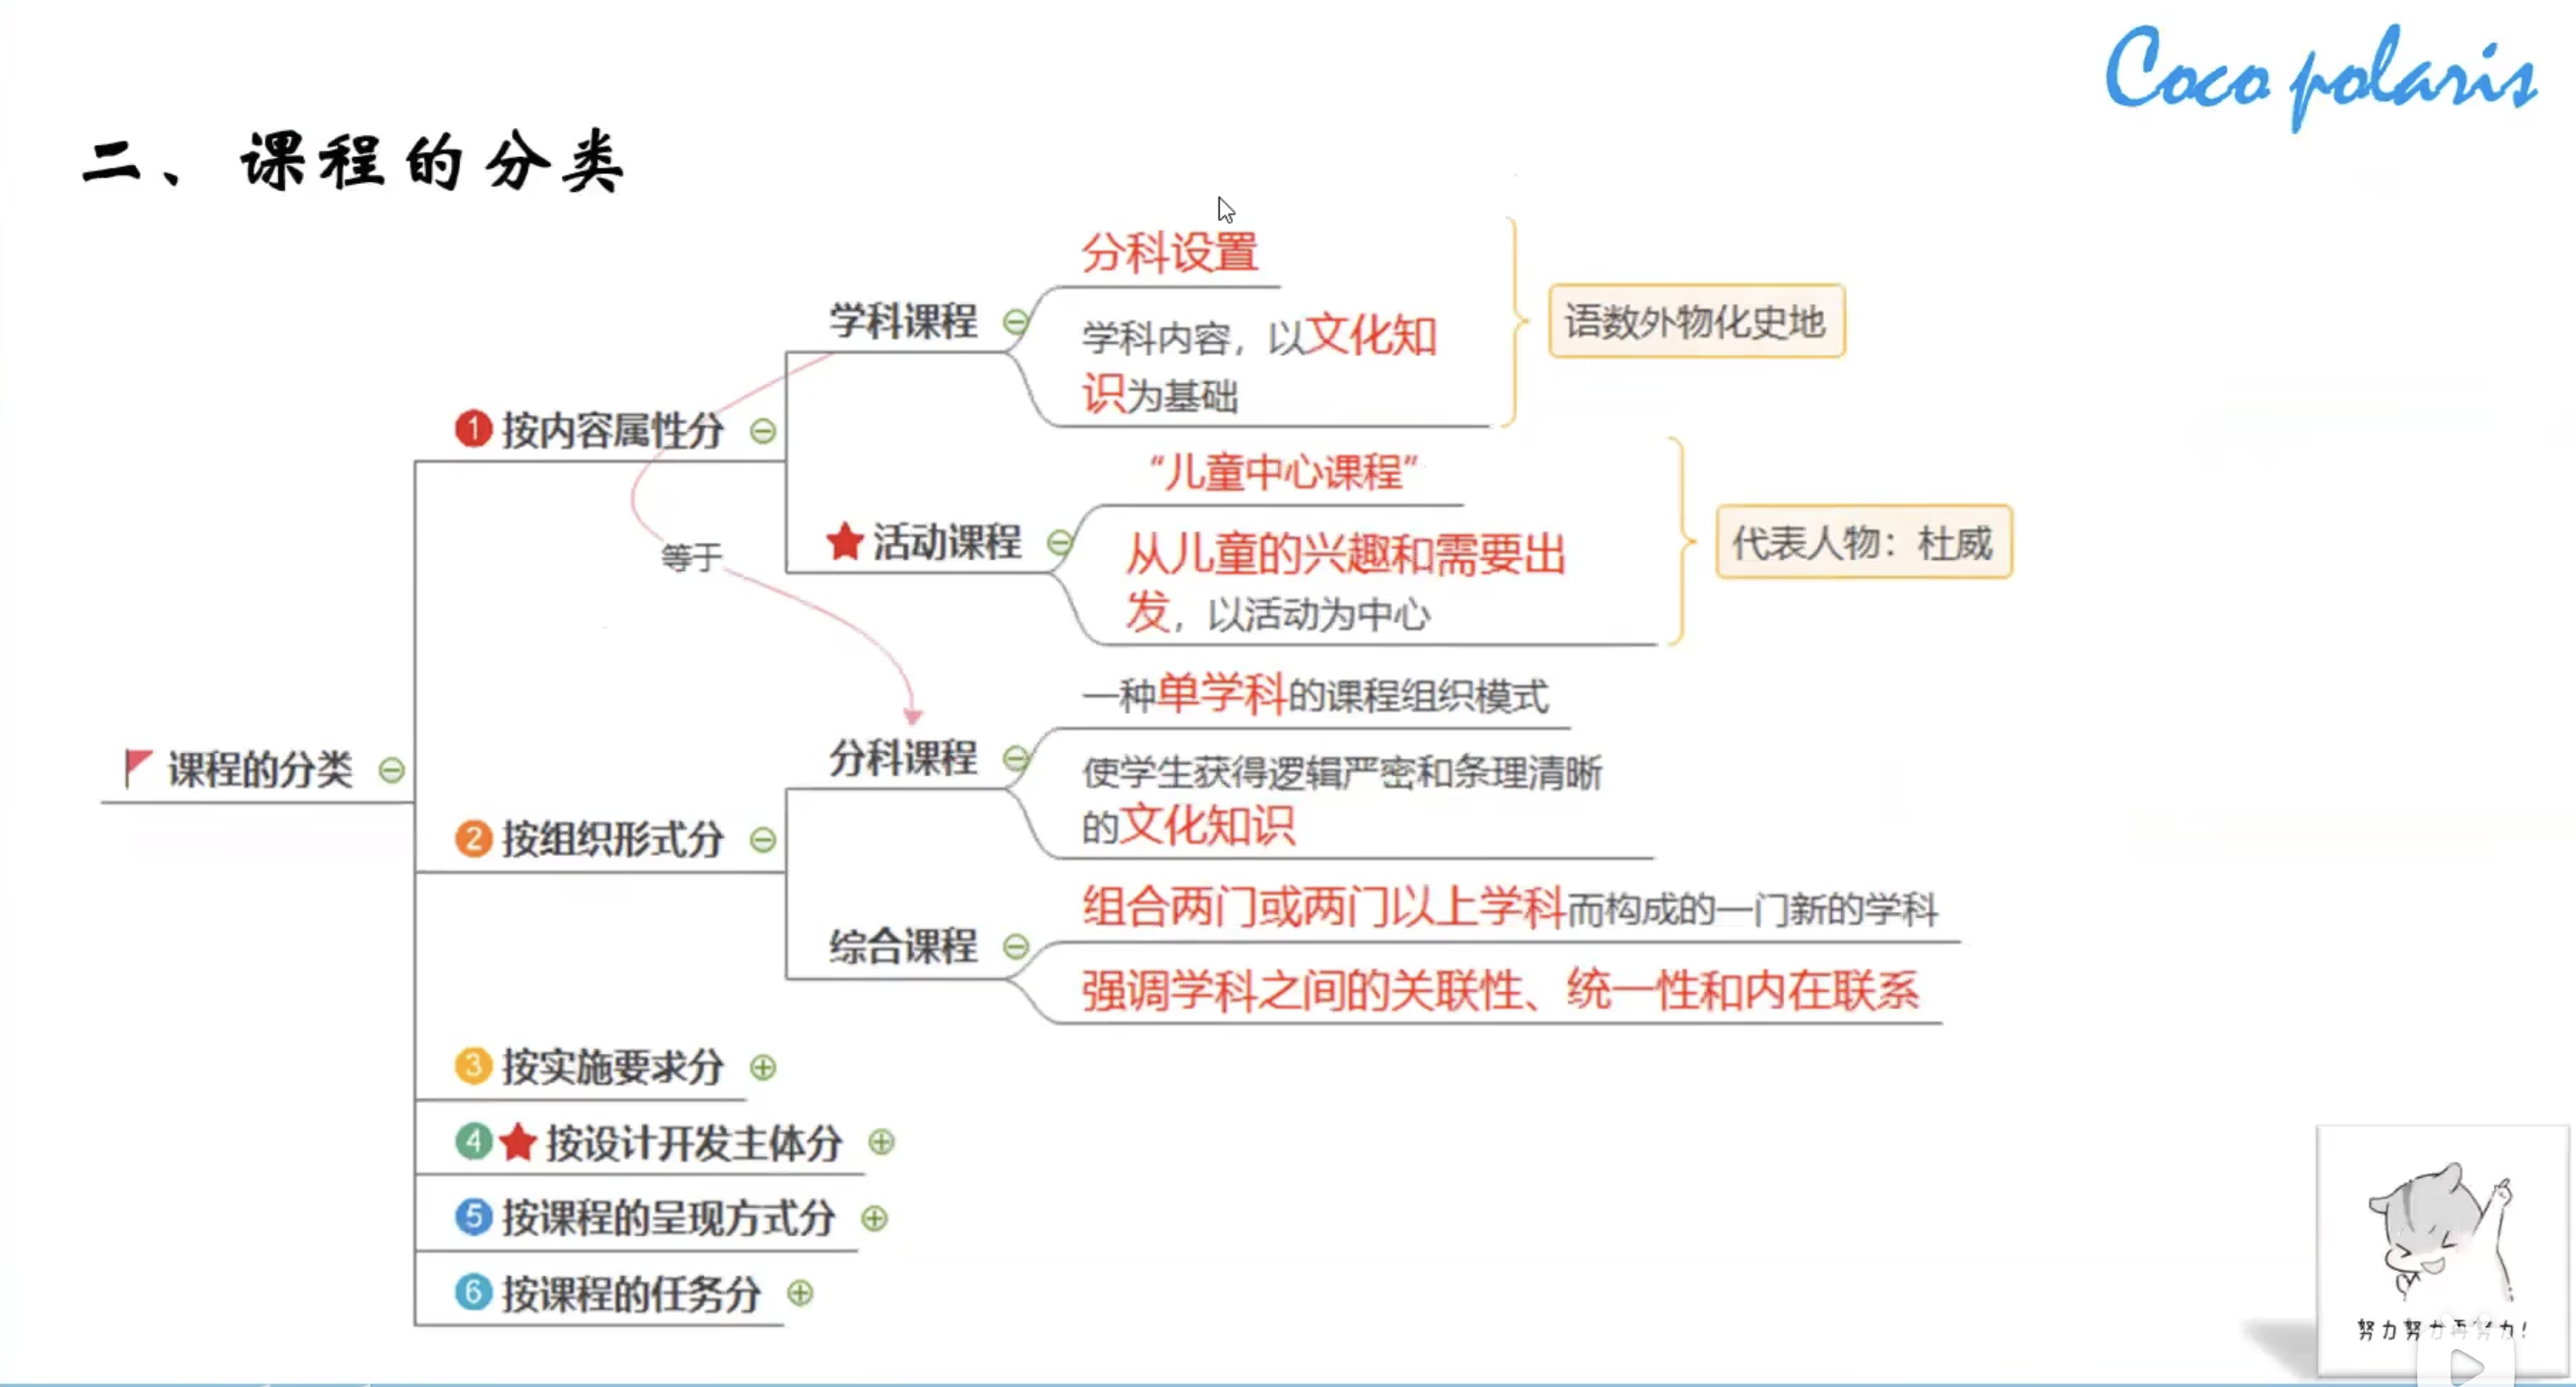 Coco polaris
二、课程的分类
课程的分类
1 按内容属性分
学科课程
分科设置
学科内容，以文化知
识为基础
语数外物化史地
★ 活动课程
“儿童中心课程”
从儿童的兴趣和需要出
发，以活动为中心
代表人物：杜威
等于
2 按组织形式分
分科课程
一种单学科的课程组织模式
使学生获得逻辑严密和条理清晰
的文化知识
综合课程
组合两门或两门以上学科而构成的一门新的学科
强调学科之间的关联性、统一性和内在联系
3 按实施要求分
4 ★ 按设计开发主体分
5 按课程的呈现方式分
6 按课程的任务分
努力努力再努力！